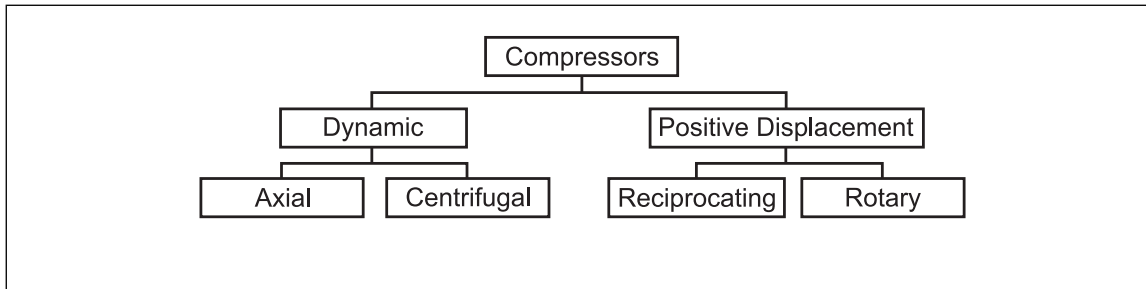 Compressors
Dynamic
Positive Displacement
Axial
Centrifugal
Reciprocating
Rotary